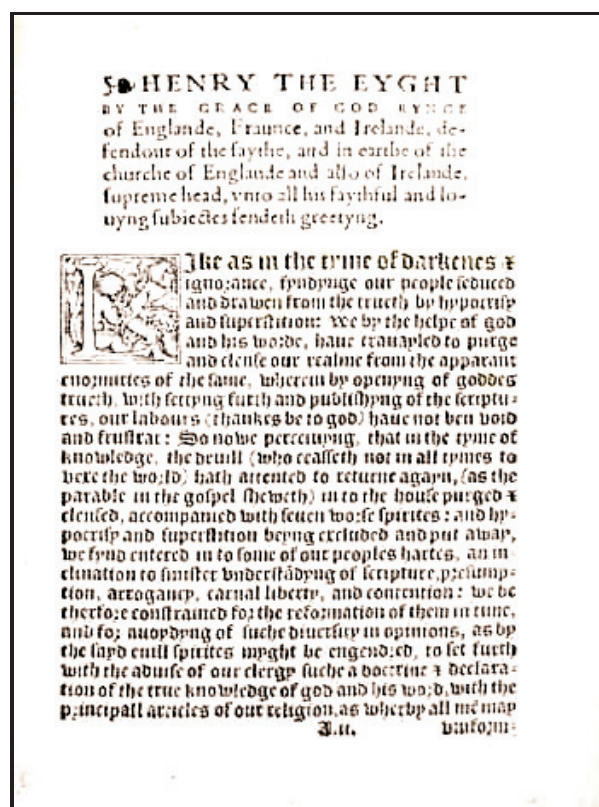 HENRY THE EYGHT
BY THE GRACE OF GOD KYNGE
of Englande, Fraunce, and Irelande, de-
fendour of the faythe, and in earthe of the
churche of Englande and also of Irelande,
supreme head, vnto all his faythful and lo-
uyng subiectes sendeth greetyng.
LIke as in the tyme of darkenes &
ignorance, fyndynge our people seduced
and drawen from the trueth by hypocrisy
and superstition: we by the helpe of god
and his worde, haue trauayled to purge
and clense our realme from the apparant
enormities of the same, wherein by openyng of goddes
trueth, with settyng furth and publishyng of the scriptu-
res, our labours (thankes be to god) haue not ben void
and frustrat: So nowe perceiuyng, that in the tyme of
knowledge, the deuill (who ceasseth not in all tymes to
vexe the world) hath attented to returne agayn, (as the
parable in the gospel sheweth) in to the house purged &
clensed, accompanied with seuen worse spirites: and hy-
pocrisy and superstition beyng excluded and put away,
we fynd entered in to some of our peoples hartes, an in-
clination to sinister vnderstādyng of scripture, presump-
tion, arrogancy, carnal liberty, and contention: we be
therfore constrained for the reformation of them in time,
and for auoydyng of suche diuersity in opinions, as by
the sayd euill spirites myght be engendred, to set furth
with the aduise of our clergy suche a doctrine & declara-
tion of the true knowledge of god and his word, with the
principall articles of our religion, as wherby all mē may
A.ii. vniform-